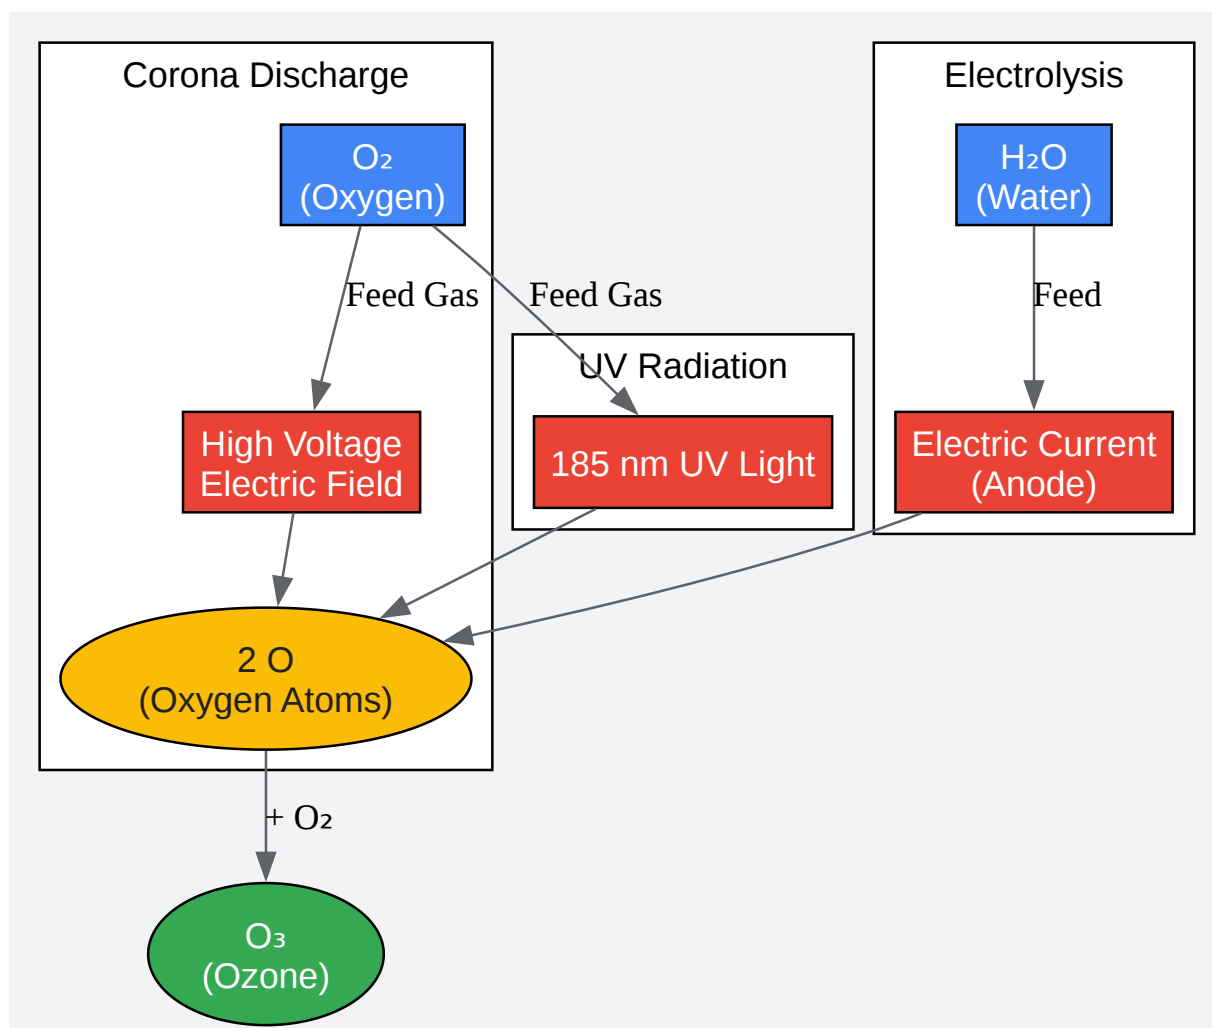 Corona Discharge
Electrolysis
O₂
(Oxygen)
H₂O
(Water)
Feed Gas
Feed Gas
Feed
UV Radiation
High Voltage
Electric Field
185 nm UV Light
Electric Current
(Anode)
2 O
(Oxygen Atoms)
+ O₂
O₃
(Ozone)